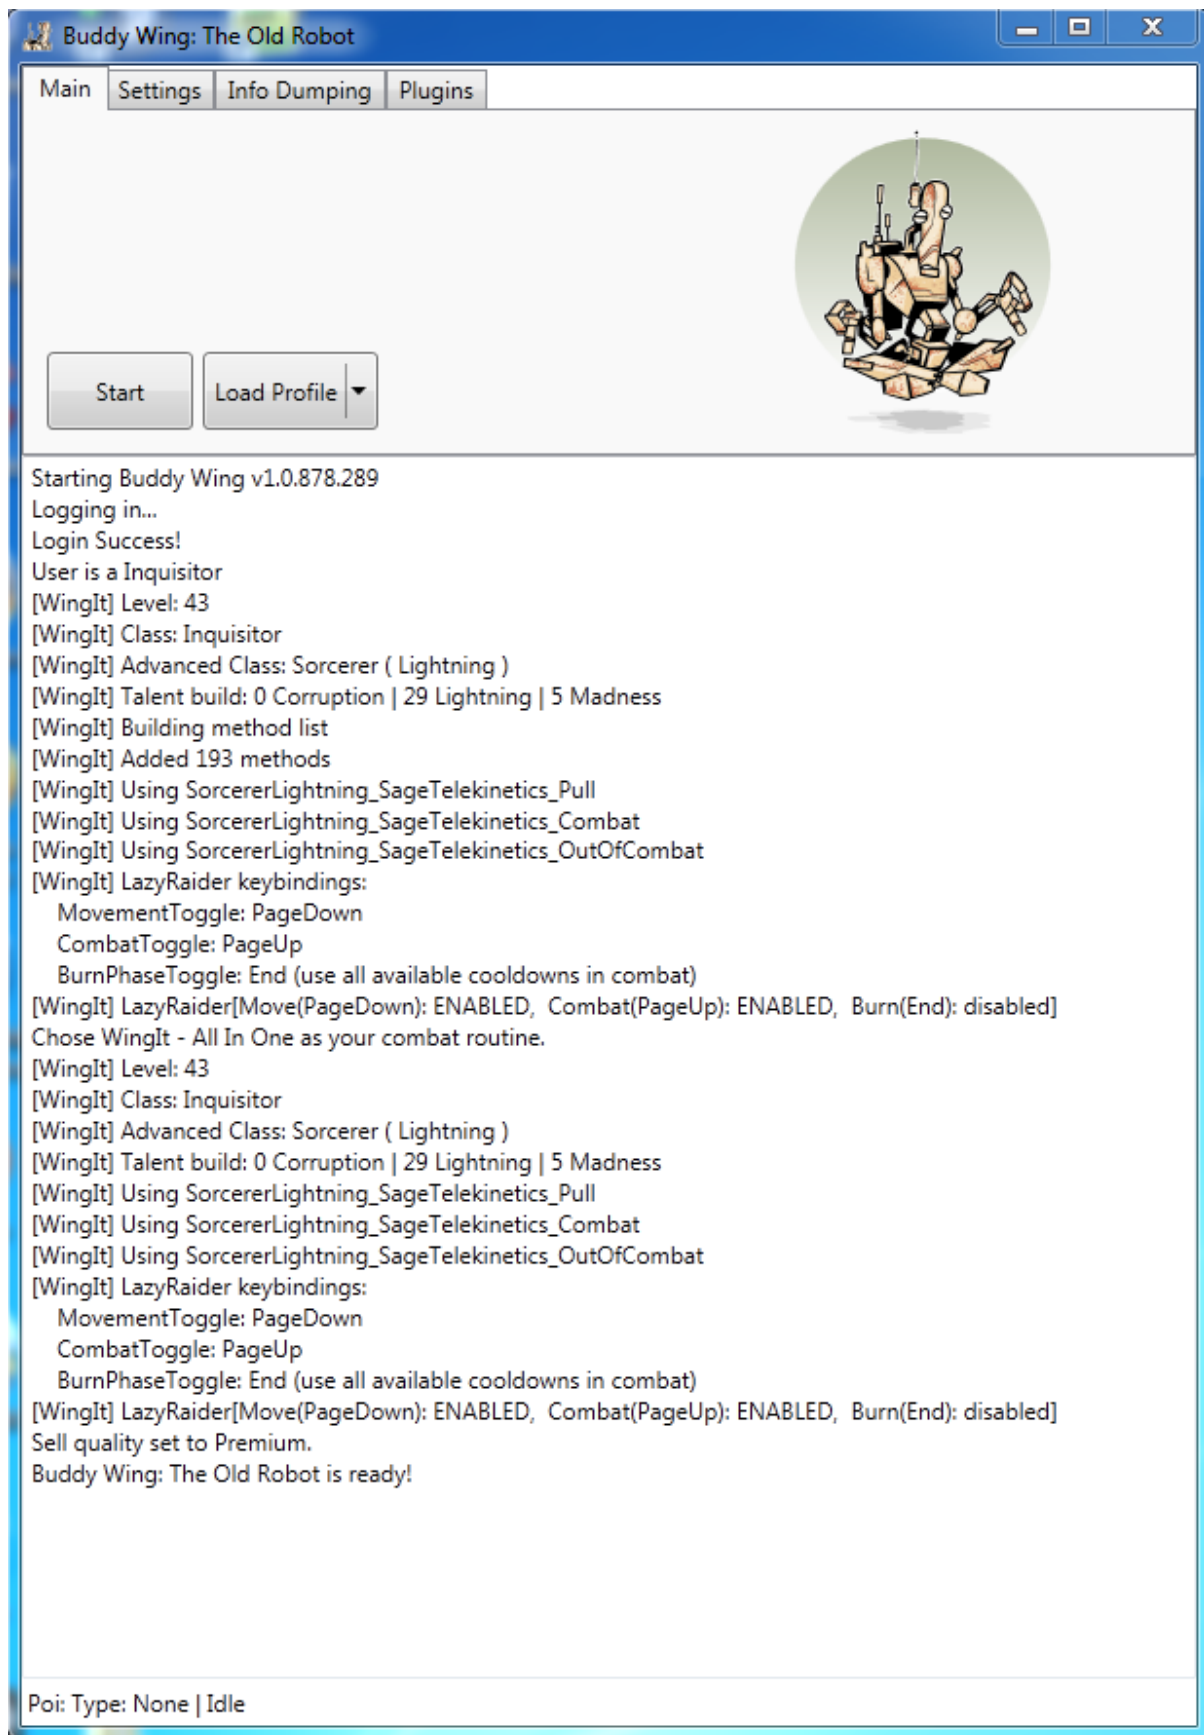 Buddy Wing: The Old Robot
Main Settings Info Dumping Plugins
Start Load Profile
Starting Buddy Wing v1.0.878.289
Logging in...
Login Success!
User is a Inquisitor
[WingIt] Level: 43
[WingIt] Class: Inquisitor
[WingIt] Advanced Class: Sorcerer ( Lightning )
[WingIt] Talent build: 0 Corruption | 29 Lightning | 5 Madness
[WingIt] Building method list
[WingIt] Added 193 methods
[WingIt] Using SorcererLightning_SageTelekinetics_Pull
[WingIt] Using SorcererLightning_SageTelekinetics_Combat
[WingIt] Using SorcererLightning_SageTelekinetics_OutOfCombat
[WingIt] LazyRaider keybindings:
MovementToggle: PageDown
CombatToggle: PageUp
BurnPhaseToggle: End (use all available cooldowns in combat)
[WingIt] LazyRaider[Move(PageDown): ENABLED, Combat(PageUp): ENABLED, Burn(End): disabled]
Chose WingIt - All In One as your combat routine.
[WingIt] Level: 43
[WingIt] Class: Inquisitor
[WingIt] Advanced Class: Sorcerer ( Lightning )
[WingIt] Talent build: 0 Corruption | 29 Lightning | 5 Madness
[WingIt] Using SorcererLightning_SageTelekinetics_Pull
[WingIt] Using SorcererLightning_SageTelekinetics_Combat
[WingIt] Using SorcererLightning_SageTelekinetics_OutOfCombat
[WingIt] LazyRaider keybindings:
MovementToggle: PageDown
CombatToggle: PageUp
BurnPhaseToggle: End (use all available cooldowns in combat)
[WingIt] LazyRaider[Move(PageDown): ENABLED, Combat(PageUp): ENABLED, Burn(End): disabled]
Sell quality set to Premium.
Buddy Wing: The Old Robot is ready!
Poi: Type: None | Idle